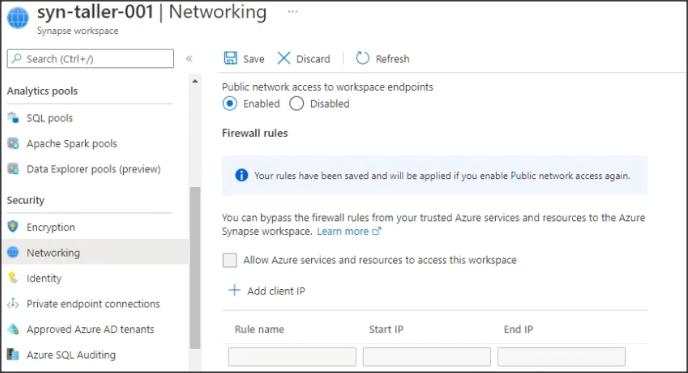 syn-taller-001 | Networking ...
Synapse workspace
Search (Ctrl+/)
«
Save Discard Refresh
Analytics pools
SQL pools
Apache Spark pools
Data Explorer pools (preview)
Security
Encryption
Networking
Identity
Private endpoint connections
Approved Azure AD tenants
Azure SQL Auditing
Public network access to workspace endpoints
Enabled Disabled
Firewall rules
Your rules have been saved and will be applied if you enable Public network access again.
You can bypass the firewall rules from your trusted Azure services and resources to the Azure
Synapse workspace. Learn more
Allow Azure services and resources to access this workspace
+ Add client IP
Rule name Start IP End IP